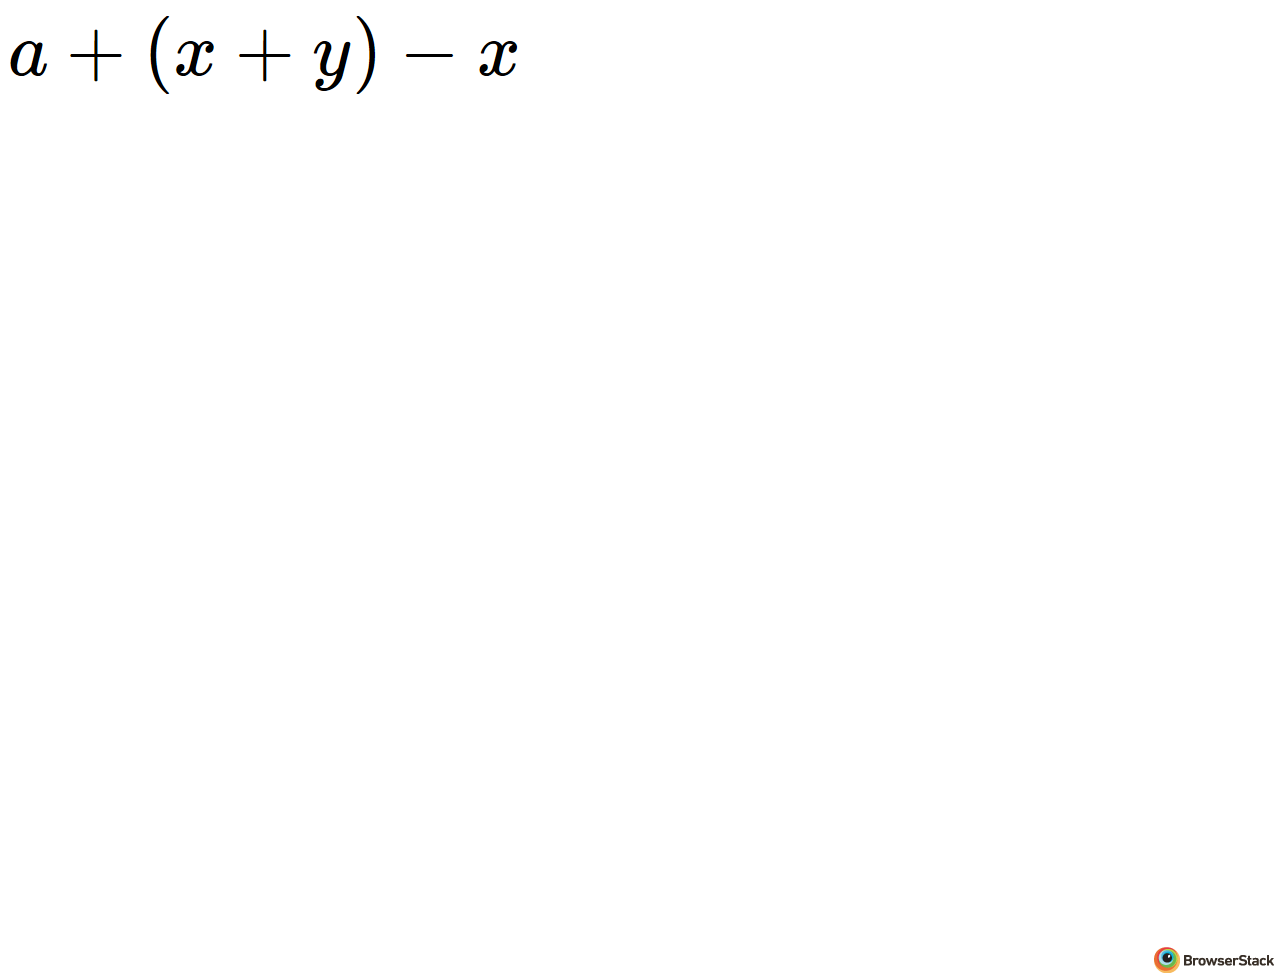 a + (x + y) − x
BrowserStack